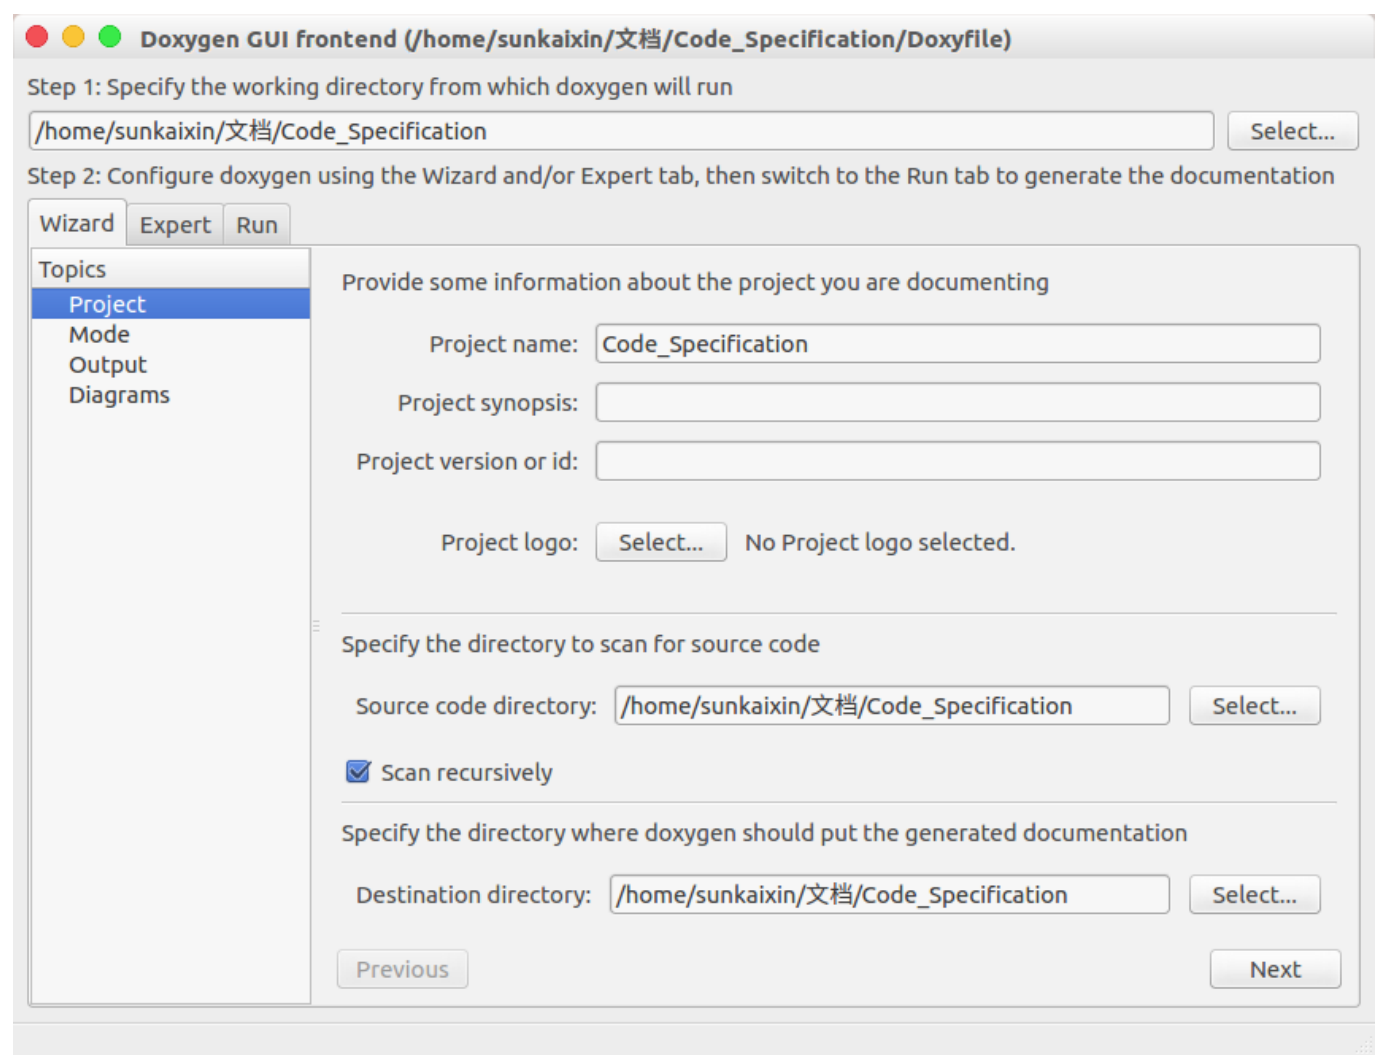 Doxygen GUI frontend (/home/sunkaixin/文档/Code_Specification/Doxyfile)
Step 1: Specify the working directory from which doxygen will run
/home/sunkaixin/文档/Code_Specification Select...
Step 2: Configure doxygen using the Wizard and/or Expert tab, then switch to the Run tab to generate the documentation
Wizard Expert Run
Topics
Project
Mode
Output
Diagrams
Provide some information about the project you are documenting
Project name: Code_Specification
Project synopsis:
Project version or id:
Project logo: Select... No Project logo selected.
Specify the directory to scan for source code
Source code directory: /home/sunkaixin/文档/Code_Specification Select...
Scan recursively
Specify the directory where doxygen should put the generated documentation
Destination directory: /home/sunkaixin/文档/Code_Specification Select...
Previous Next